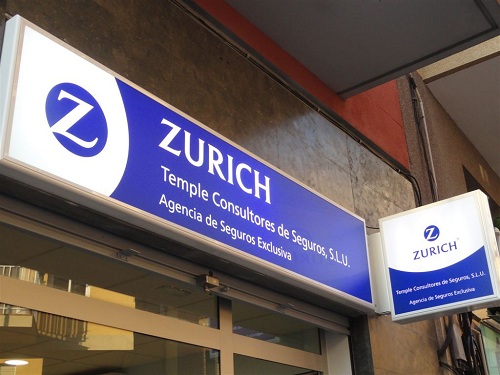 Z ZURICH
Temple Consultores de Seguros, S.L.U.
Agencia de Seguros Exclusiva
Z
ZURICH
Temple Consultores de Seguros, S.L.U.
Agencia de Seguros Exclusiva